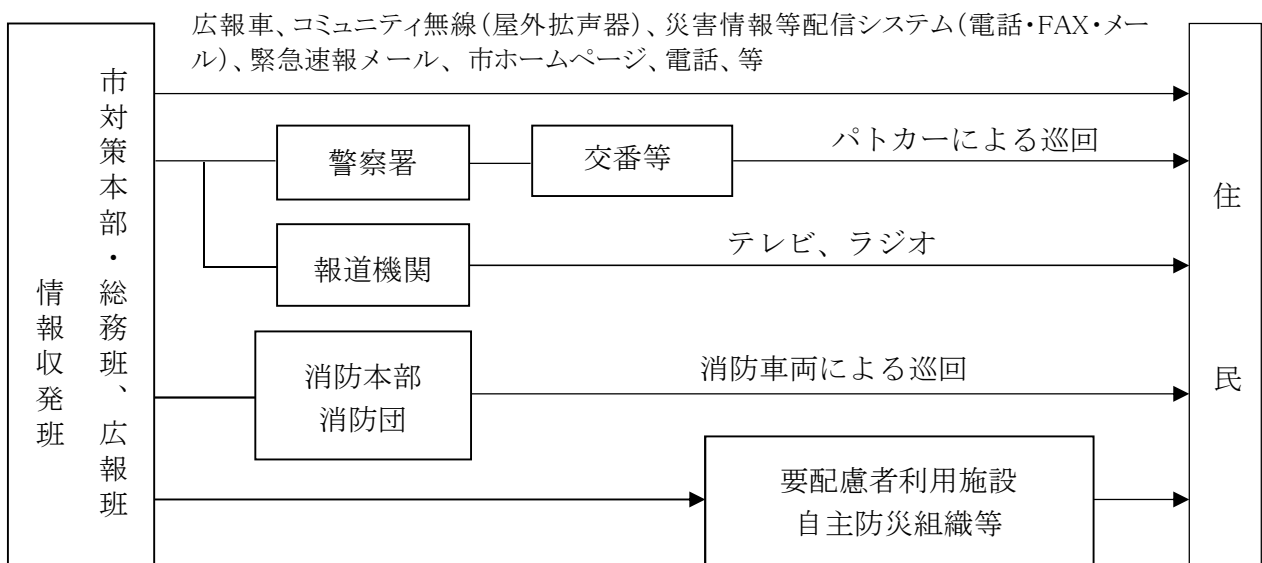 広報車、コミュニティ無線(屋外拡声器)、災害情報等配信システム(電話・FAX・メー
ル)、緊急速報メール、市ホームページ、電話、等
市対策本部・総務班、広報班
情報収発班
警察署
交番等
パトカーによる巡回
報道機関
テレビ、ラジオ
消防本部
消防団
消防車両による巡回
要配慮者利用施設
自主防災組織等
住民